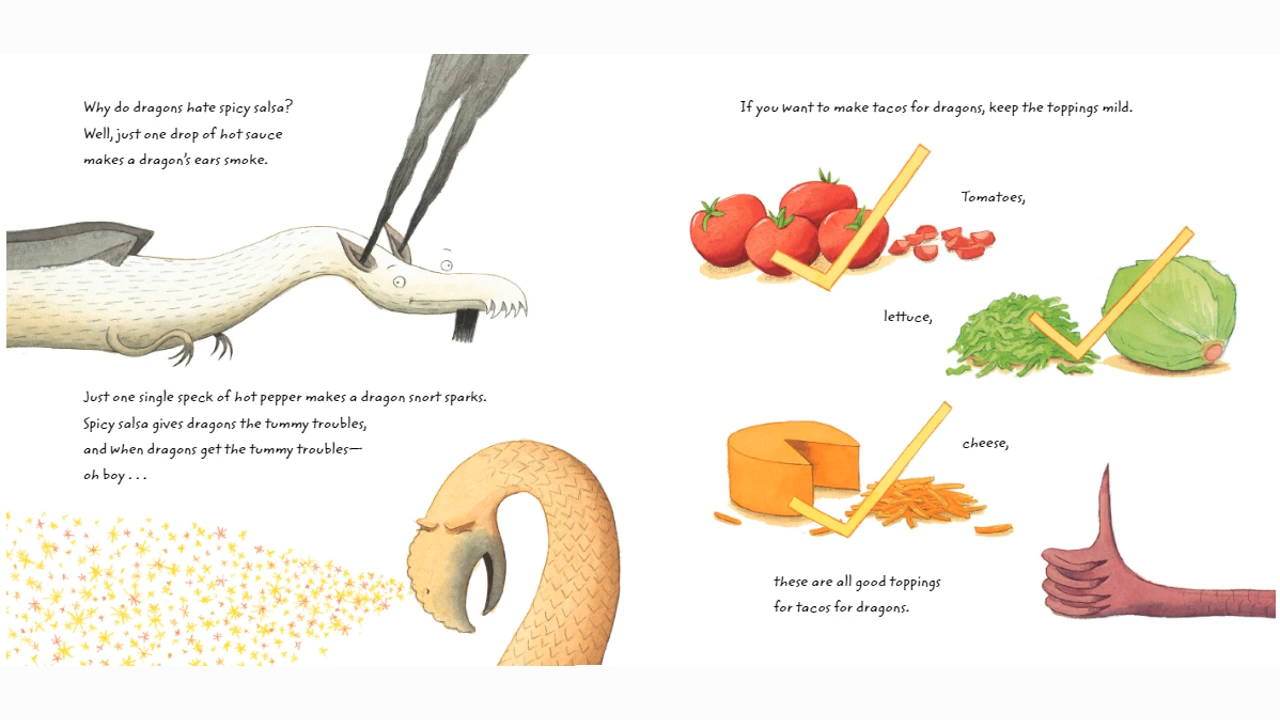 Why do dragons hate spicy salsa?
Well, just one drop of hot sauce
makes a dragon's ears smoke.
Just one single speck of hot pepper makes a dragon snort sparks.
Spicy salsa gives dragons the tummy troubles,
and when dragons get the tummy troubles—
oh boy . . .
If you want to make tacos for dragons, keep the toppings mild.
Tomatoes,
lettuce,
cheese,
these are all good toppings
for tacos for dragons.